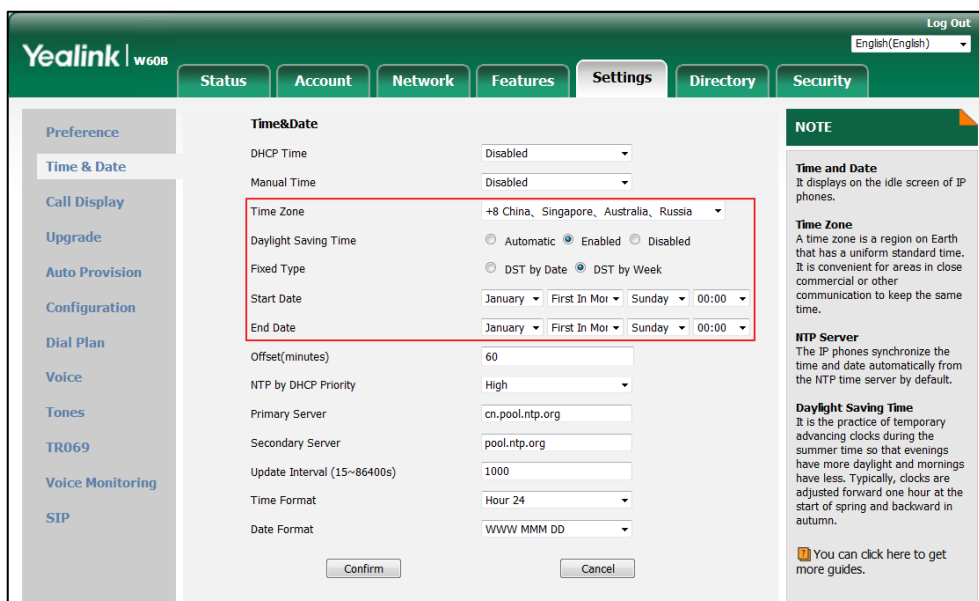 Log Out
English(English)
Yealink W60B
Status Account Network Features Settings Directory Security
Preference
Time & Date
Call Display
Upgrade
Auto Provision
Configuration
Dial Plan
Voice
Tones
TR069
Voice Monitoring
SIP
Time&Date
DHCP Time Disabled
Manual Time Disabled
Time Zone +8 China、Singapore、Australia、Russia
Daylight Saving Time Automatic Enabled Disabled
Fixed Type DST by Date DST by Week
Start Date January First In Mor Sunday 00:00
End Date January First In Mor Sunday 00:00
Offset(minutes) 60
NTP by DHCP Priority High
Primary Server cn.pool.ntp.org
Secondary Server pool.ntp.org
Update Interval (15~86400s) 1000
Time Format Hour 24
Date Format WWW MMM DD
Confirm Cancel
NOTE
Time and Date
It displays on the idle screen of IP
phones.
Time Zone
A time zone is a region on Earth
that has a uniform standard time.
It is convenient for areas in close
commercial or other
communication to keep the same
time.
NTP Server
The IP phones synchronize the
time and date automatically from
the NTP time server by default.
Daylight Saving Time
It is the practice of temporary
advancing clocks during the
summer time so that evenings
have more daylight and mornings
have less. Typically, clocks are
adjusted forward one hour at the
start of spring and backward in
autumn.
You can click here to get
more guides.